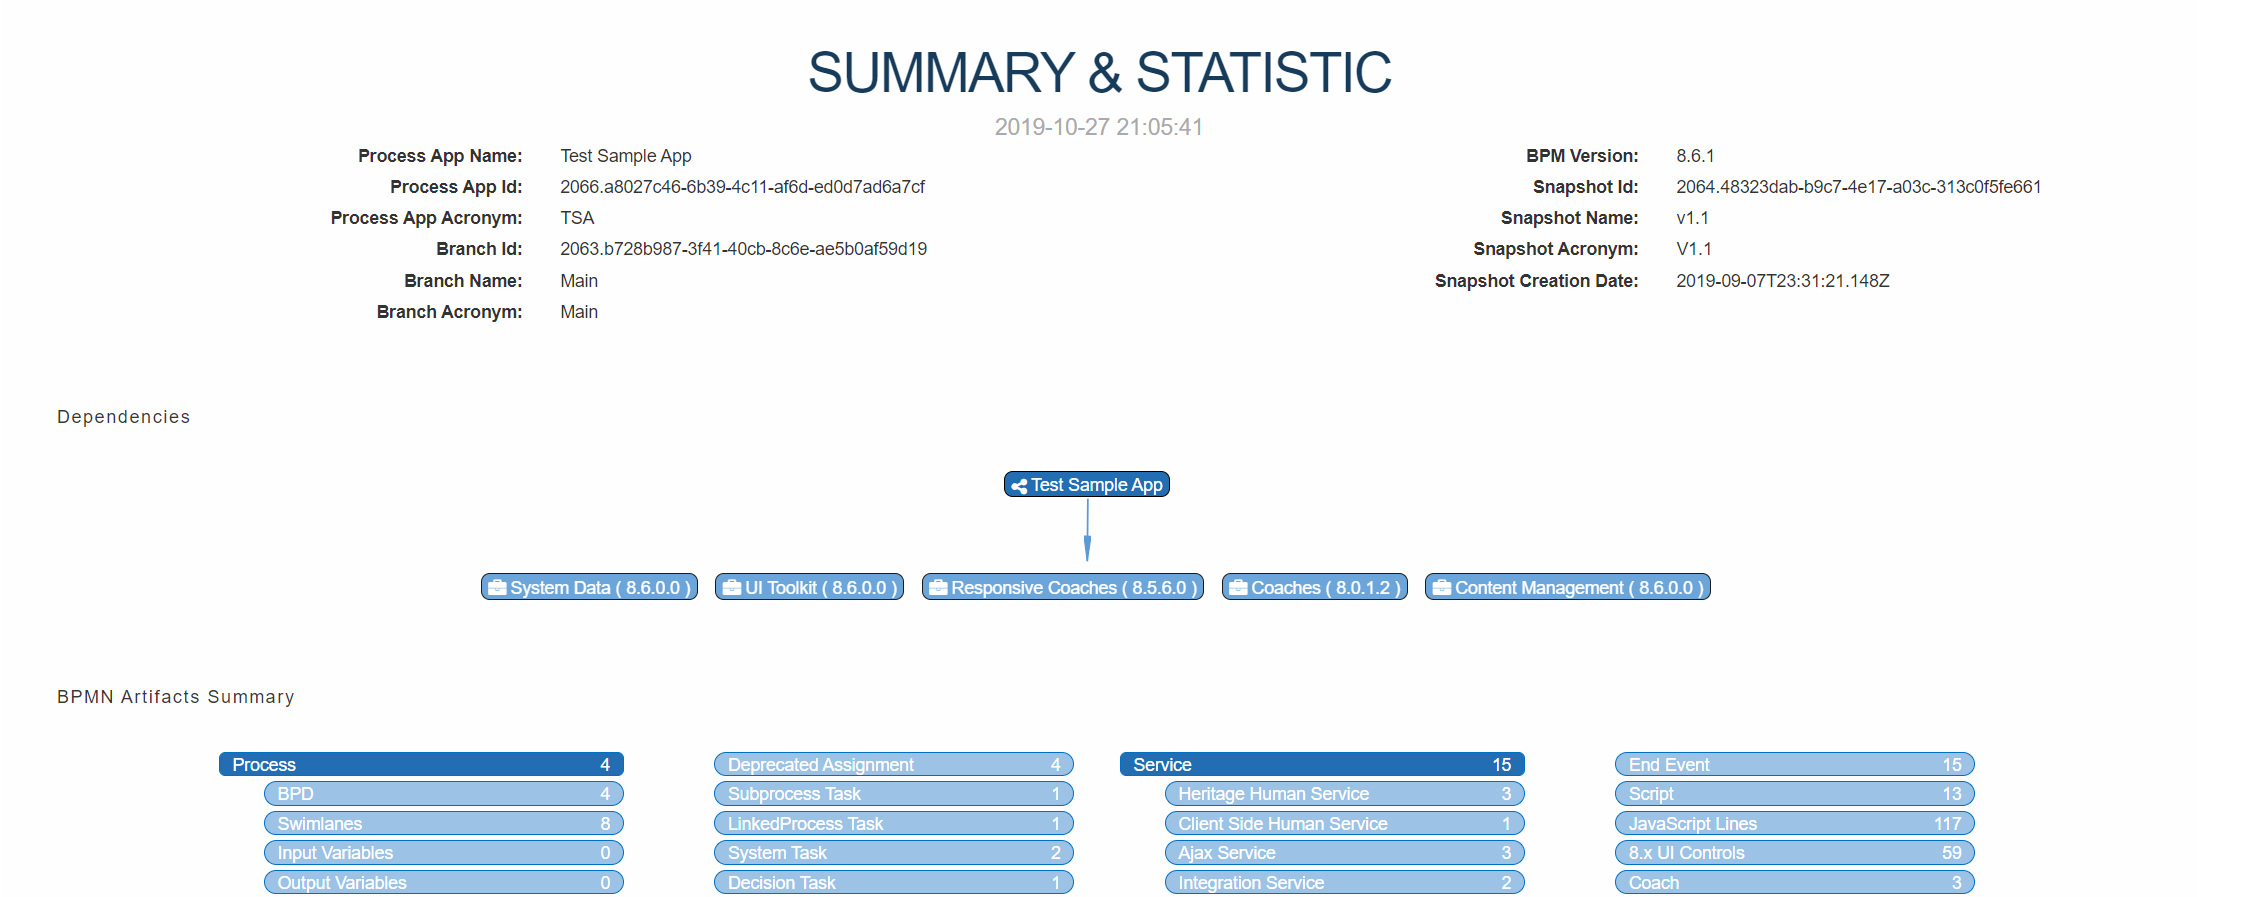 SUMMARY & STATISTIC
2019-10-27 21:05:41
Process App Name: Test Sample App
Process App Id: 2066.a8027c46-6b39-4c11-af6d-ed0d7ad6a7cf
Process App Acronym: TSA
Branch Id: 2063.b728b987-3f41-40cb-8c6e-ae5b0af59d19
Branch Name: Main
Branch Acronym: Main
BPM Version: 8.6.1
Snapshot Id: 2064.48323dab-b9c7-4e17-a03c-313c0f5fe661
Snapshot Name: v1.1
Snapshot Acronym: V1.1
Snapshot Creation Date: 2019-09-07T23:31:21.148Z
Dependencies
Test Sample App
System Data ( 8.6.0.0 )
UI Toolkit ( 8.6.0.0 )
Responsive Coaches ( 8.5.6.0 )
Coaches ( 8.0.1.2 )
Content Management ( 8.6.0.0 )
BPMN Artifacts Summary
Process 4
BPD 4
Swimlanes 8
Input Variables 0
Output Variables 0
Deprecated Assignment 4
Subprocess Task 1
LinkedProcess Task 1
System Task 2
Decision Task 1
Service 15
Heritage Human Service 3
Client Side Human Service 1
Ajax Service 3
Integration Service 2
End Event 15
Script 13
JavaScript Lines 117
8.x UI Controls 59
Coach 3